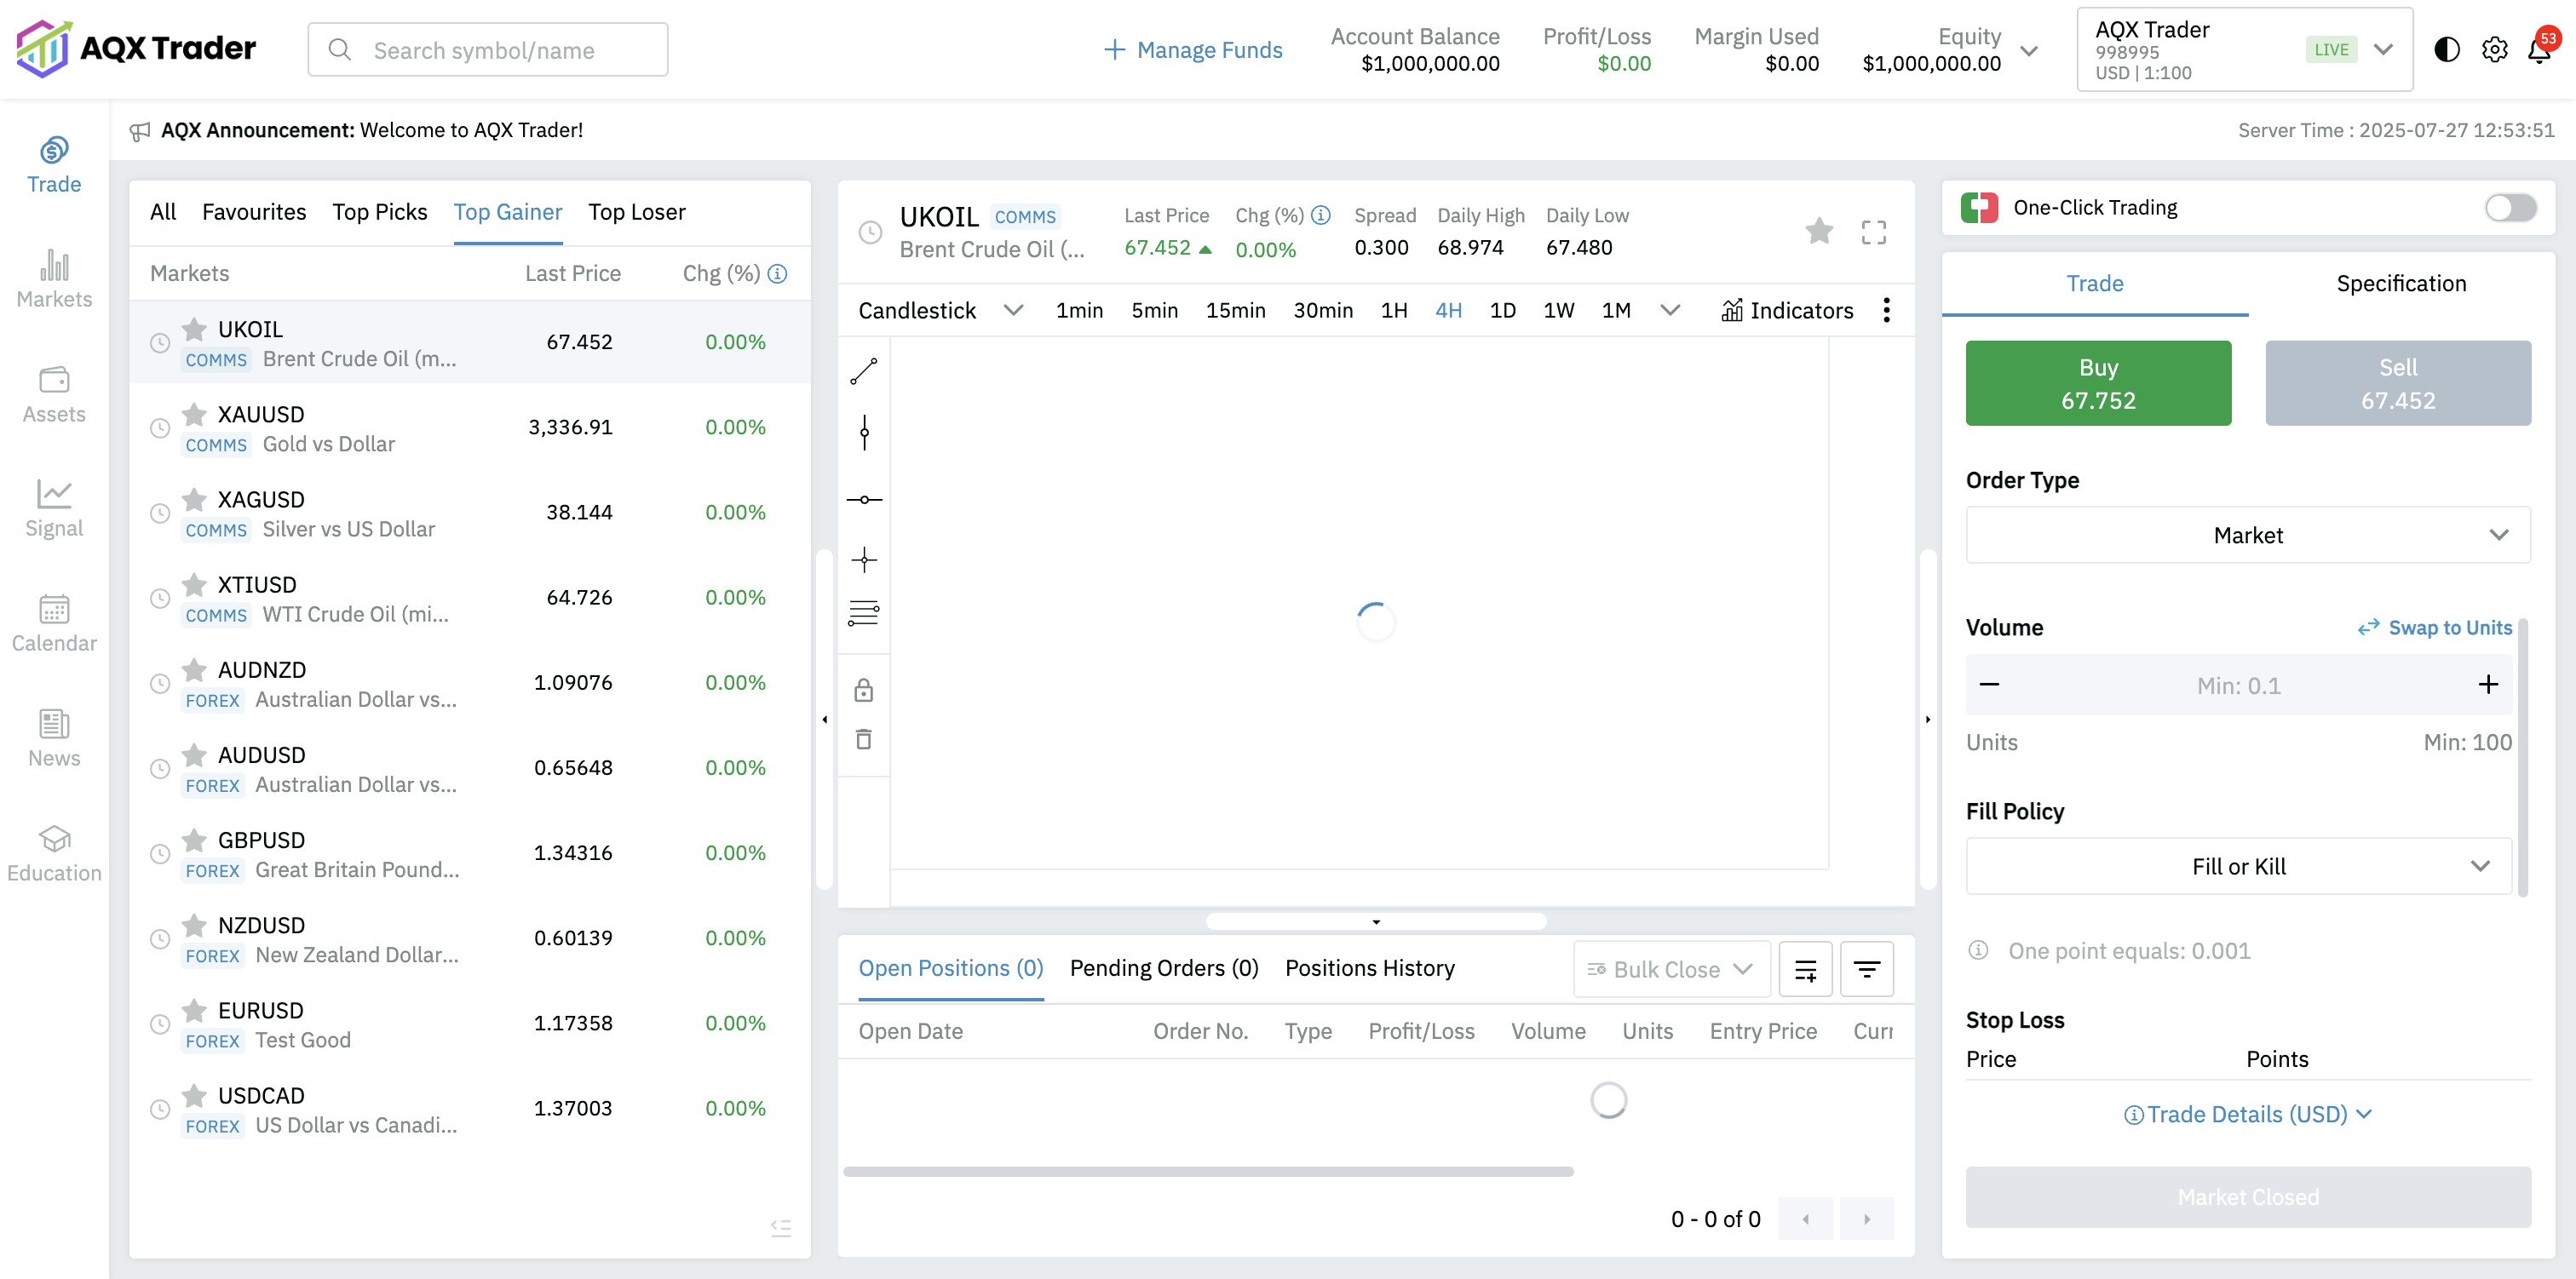 AQX Trader
Search symbol/name
Manage Funds
Account Balance
$1,000,000.00
Profit/Loss
$0.00
Margin Used
$0.00
Equity
$1,000,000.00
AQX Trader
998995
USD | 1:100
LIVE
53
Trade
Markets
Assets
Signal
Calendar
News
Education
AQX Announcement: Welcome to AQX Trader!
Server Time : 2025-07-27 12:53:51
All Favourites Top Picks Top Gainer Top Loser
Markets Last Price Chg (%)
UKOIL 67.452 0.00%
COMMS Brent Crude Oil (m...
XAUUSD 3,336.91 0.00%
COMMS Gold vs Dollar
XAGUSD 38.144 0.00%
COMMS Silver vs US Dollar
XTIUSD 64.726 0.00%
COMMS WTI Crude Oil (mi...
AUDNZD 1.09076 0.00%
FOREX Australian Dollar vs...
AUDUSD 0.65648 0.00%
FOREX Australian Dollar vs...
GBPUSD 1.34316 0.00%
FOREX Great Britain Pound...
NZDUSD 0.60139 0.00%
FOREX New Zealand Dollar...
EURUSD 1.17358 0.00%
FOREX Test Good
USDCAD 1.37003 0.00%
FOREX US Dollar vs Canadi...
UKOIL COMMS
Brent Crude Oil (...
Last Price Chg (%) Spread Daily High Daily Low
67.452 0.00% 0.300 68.974 67.480
Candlestick 1min 5min 15min 30min 1H 4H 1D 1W 1M Indicators
Open Positions (0) Pending Orders (0) Positions History Bulk Close
Open Date Order No. Type Profit/Loss Volume Units Entry Price Curr
0 - 0 of 0
One-Click Trading
Trade Specification
Buy
67.752
Sell
67.452
Order Type
Market
Volume Swap to Units
Min: 0.1
Units Min: 100
Fill Policy
Fill or Kill
One point equals: 0.001
Stop Loss
Price Points
Trade Details (USD)
Market Closed